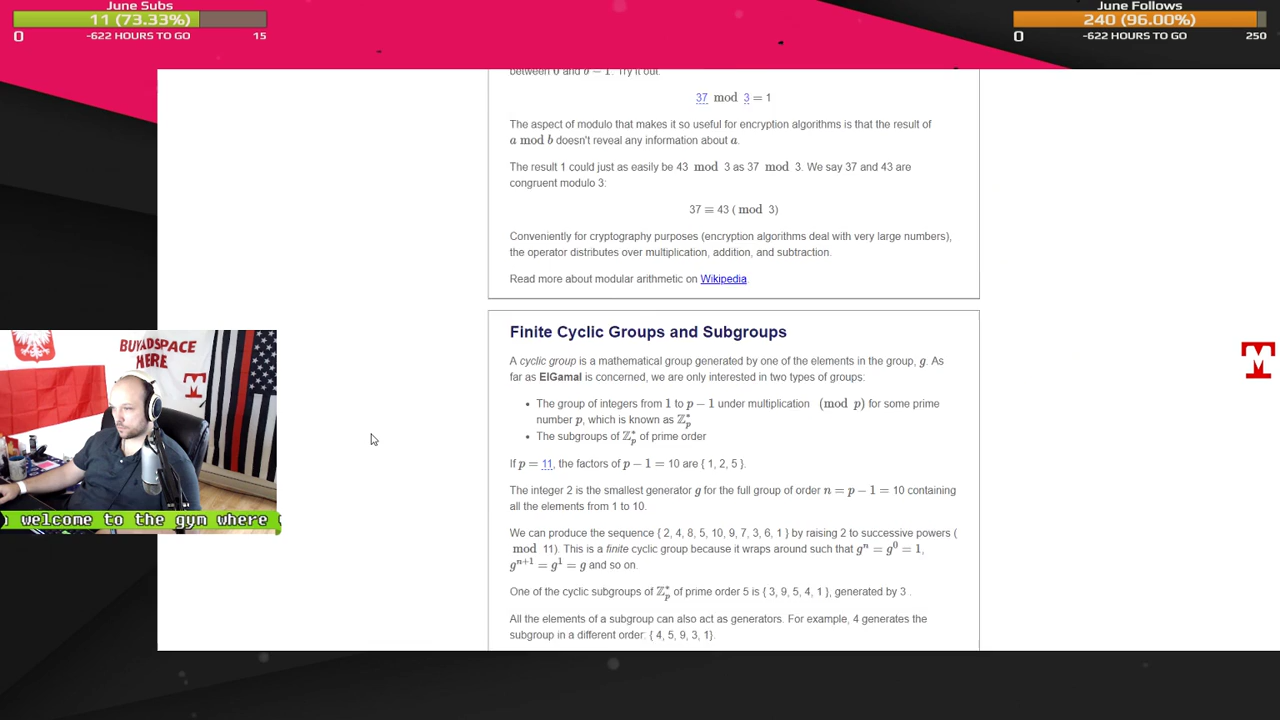 June Subs
11 (73.33%)
0 -622 HOURS TO GO 15
June Follows
240 (96.00%)
0 -622 HOURS TO GO 250
between 0 and b − 1. Try it out:
37 mod 3 = 1
The aspect of modulo that makes it so useful for encryption algorithms is that the result of
a mod b doesn't reveal any information about a.
The result 1 could just as easily be 43 mod 3 as 37 mod 3. We say 37 and 43 are
congruent modulo 3:
37 ≡ 43 ( mod 3)
Conveniently for cryptography purposes (encryption algorithms deal with very large numbers),
the operator distributes over multiplication, addition, and subtraction.
Read more about modular arithmetic on Wikipedia.
Finite Cyclic Groups and Subgroups
A cyclic group is a mathematical group generated by one of the elements in the group, g. As
far as ElGamal is concerned, we are only interested in two types of groups:
• The group of integers from 1 to p − 1 under multiplication (mod p) for some prime
number p, which is known as ℤ*p
• The subgroups of ℤ*p of prime order
If p = 11, the factors of p − 1 = 10 are { 1, 2, 5 }.
The integer 2 is the smallest generator g for the full group of order n = p − 1 = 10 containing
all the elements from 1 to 10.
We can produce the sequence { 2, 4, 8, 5, 10, 9, 7, 3, 6, 1 } by raising 2 to successive powers (
mod 11). This is a finite cyclic group because it wraps around such that gⁿ = g⁰ = 1,
gⁿ⁺¹ = g¹ = g and so on.
One of the cyclic subgroups of ℤ*p of prime order 5 is { 3, 9, 5, 4, 1 }, generated by 3 .
All the elements of a subgroup can also act as generators. For example, 4 generates the
subgroup in a different order: { 4, 5, 9, 3, 1}.
BUY ADSPACE
HERE
welcome to the gym where